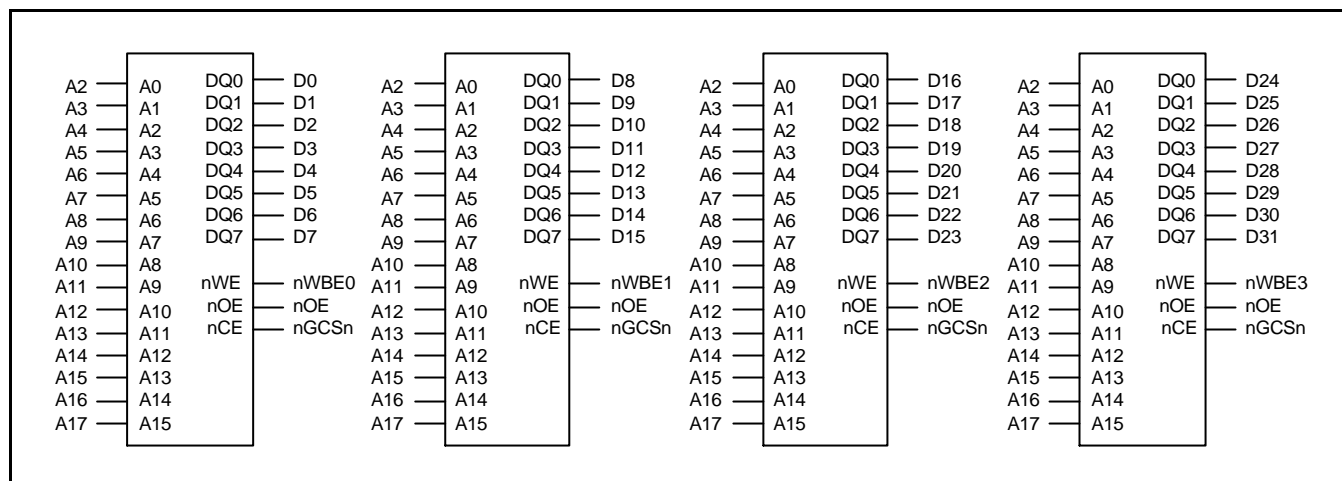 A2 A0 DQ0 D0 A2 A0 DQ0 D8 A2 A0 DQ0 D16 A2 A0 DQ0 D24
A3 A1 DQ1 D1 A3 A1 DQ1 D9 A3 A1 DQ1 D17 A3 A1 DQ1 D25
A4 A2 DQ2 D2 A4 A2 DQ2 D10 A4 A2 DQ2 D18 A4 A2 DQ2 D26
A5 A3 DQ3 D3 A5 A3 DQ3 D11 A5 A3 DQ3 D19 A5 A3 DQ3 D27
A6 A4 DQ4 D4 A6 A4 DQ4 D12 A6 A4 DQ4 D20 A6 A4 DQ4 D28
A7 A5 DQ5 D5 A7 A5 DQ5 D13 A7 A5 DQ5 D21 A7 A5 DQ5 D29
A8 A6 DQ6 D6 A8 A6 DQ6 D14 A8 A6 DQ6 D22 A8 A6 DQ6 D30
A9 A7 DQ7 D7 A9 A7 DQ7 D15 A9 A7 DQ7 D23 A9 A7 DQ7 D31
A10 A8 A10 A8 A10 A8 A10 A8
A11 A9 nWE nWBE0 A11 A9 nWE nWBE1 A11 A9 nWE nWBE2 A11 A9 nWE nWBE3
A12 A10 nOE nOE A12 A10 nOE nOE A12 A10 nOE nOE A12 A10 nOE nOE
A13 A11 nCE nGCSn A13 A11 nCE nGCSn A13 A11 nCE nGCSn A13 A11 nCE nGCSn
A14 A12 A14 A12 A14 A12 A14 A12
A15 A13 A15 A13 A15 A13 A15 A13
A16 A14 A16 A14 A16 A14 A16 A14
A17 A15 A17 A15 A17 A15 A17 A15